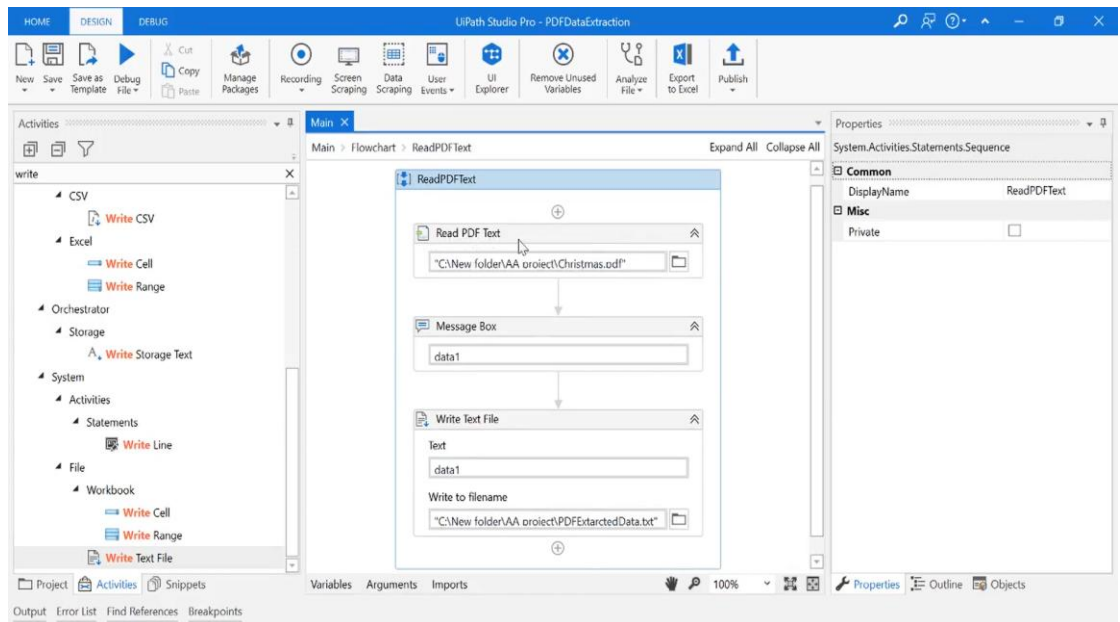 HOME DESIGN DEBUG UiPath Studio Pro - PDFDataExtraction
New Save Save as Template Debug File Cut Copy Paste Manage Packages Recording Screen Scraping Data Scraping User Events UI Explorer Remove Unused Variables Analyze File Export to Excel Publish
Activities
write
CSV
Write CSV
Excel
Write Cell
Write Range
Orchestrator
Storage
Write Storage Text
System
Activities
Statements
Write Line
File
Workbook
Write Cell
Write Range
Write Text File
Project Activities Snippets
Main
Main > Flowchart > ReadPDFText Expand All Collapse All
ReadPDFText
Read PDF Text
"C:\New folder\AA project\Christmas.pdf"
Message Box
data1
Write Text File
Text
data1
Write to filename
"C:\New folder\AA project\PDFExtarctedData.txt"
Variables Arguments Imports 100%
Properties
System.Activities.Statements.Sequence
Common
DisplayName ReadPDFText
Misc
Private
Properties Outline Objects
Output Error List Find References Breakpoints